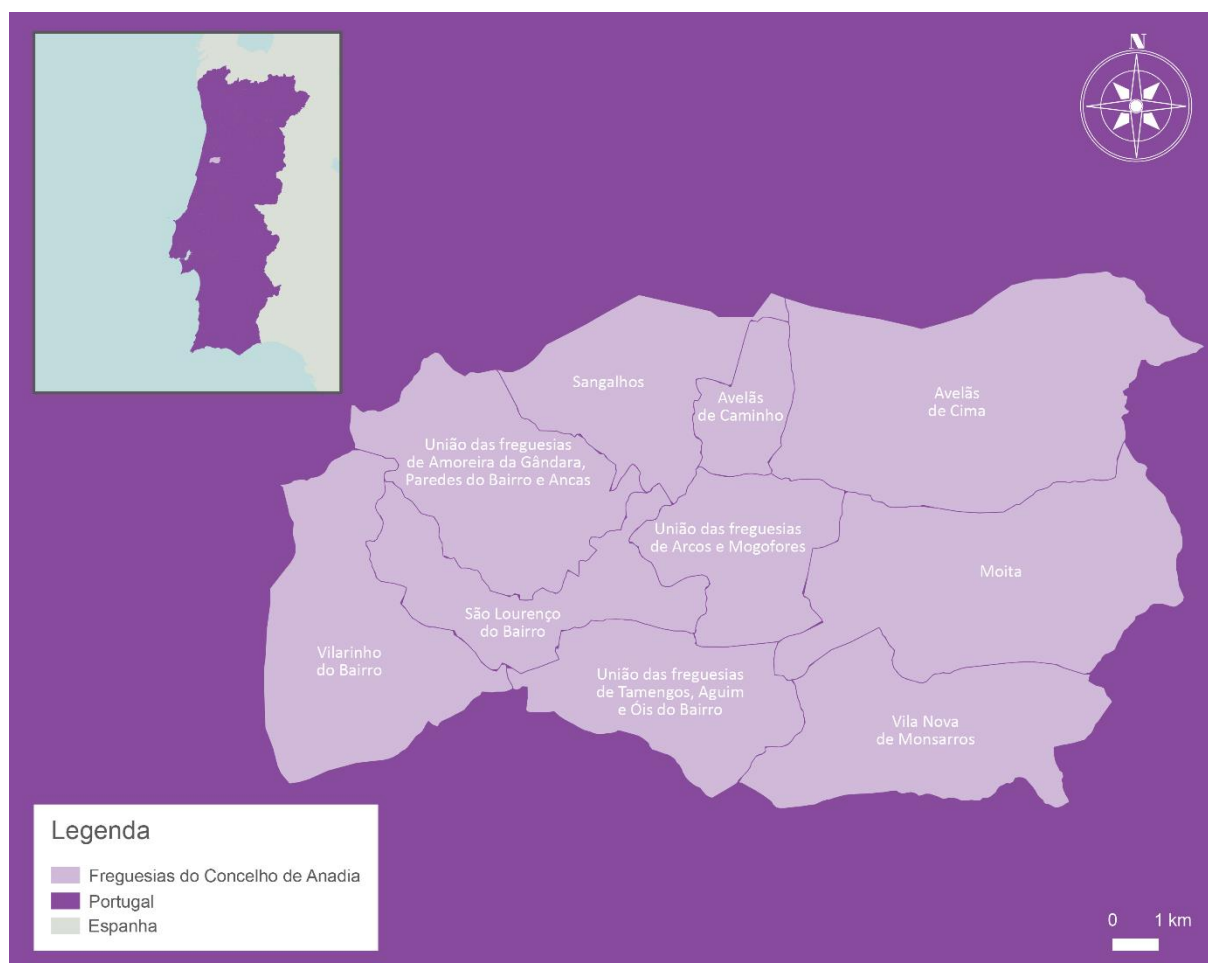 N
Sangalhos
Avelãs
de Caminho
Avelãs
de Cima
União das freguesias
de Amoreira da Gândara,
Paredes do Bairro e Ancas
União das freguesias
de Arcos e Mogofores
Moita
São Lourenço
do Bairro
Vilarinho
do Bairro
União das freguesias
de Tamengos, Aguim
e Óis do Bairro
Vila Nova
de Monsarros
Legenda
Freguesias do Concelho de Anadia
Portugal
Espanha
0 1 km